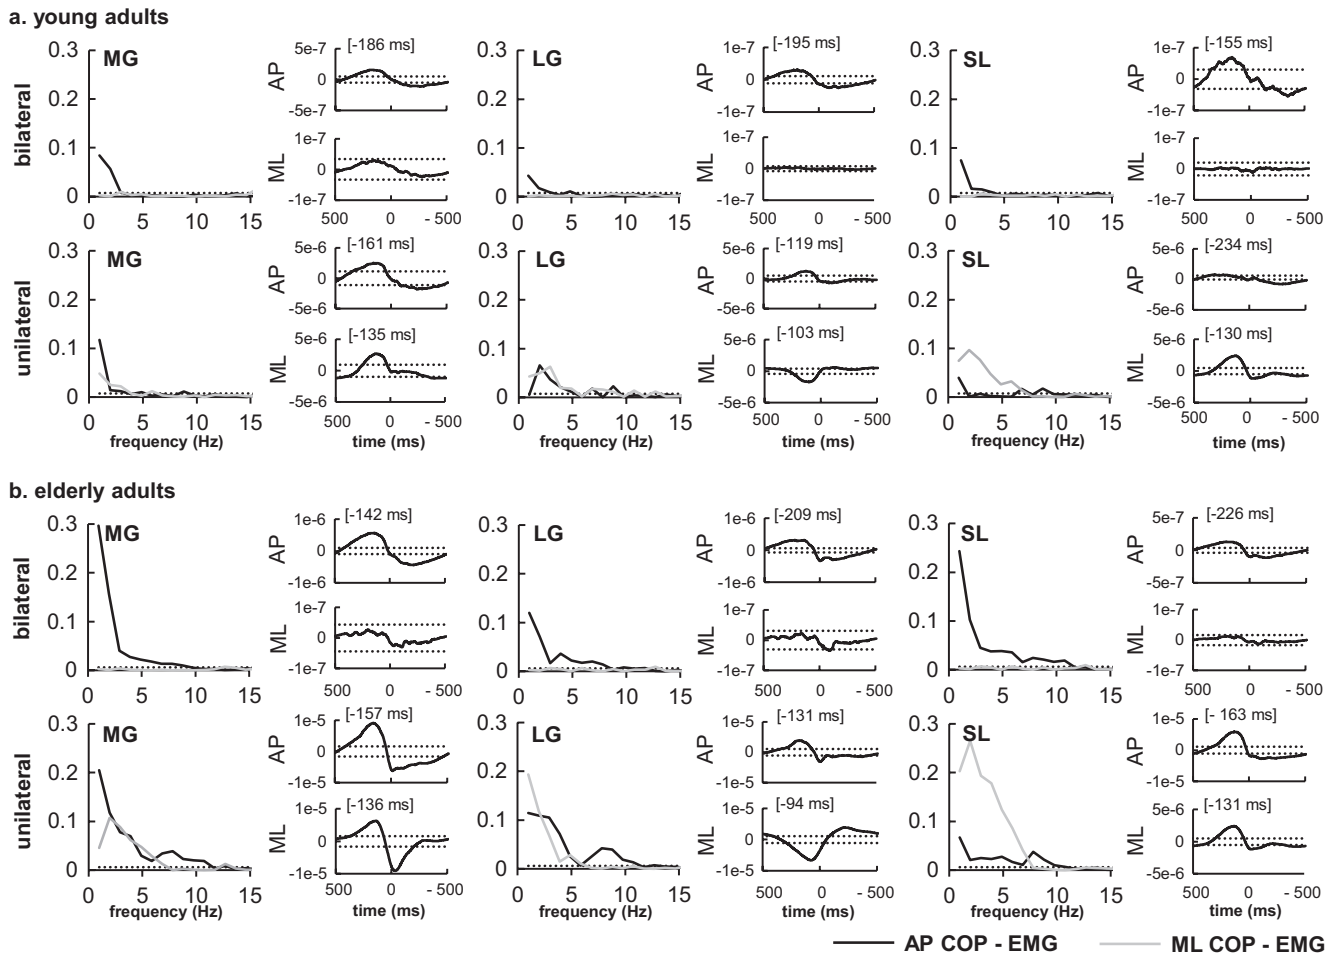 a. young adults
bilateral
0.3
0.2
0.1
0
MG
0 5 10 15
AP
5e-7
0
-5e-7
[-186 ms]
ML
1e-7
0
-1e-7
500 0 - 500
0.3
0.2
0.1
0
LG
0 5 10 15
AP
1e-7
0
-1e-7
[-195 ms]
ML
1e-7
0
-1e-7
500 0 - 500
0.3
0.2
0.1
0
SL
0 5 10 15
AP
1e-7
0
-1e-7
[-155 ms]
ML
1e-7
0
-1e-7
500 0 - 500
unilateral
0.3
0.2
0.1
0
MG
0 5 10 15
frequency (Hz)
AP
5e-6
0
-5e-6
[-161 ms]
ML
5e-6
0
-5e-6
[-135 ms]
500 0 - 500
time (ms)
0.3
0.2
0.1
0
LG
0 5 10 15
frequency (Hz)
AP
5e-6
0
-5e-6
[-119 ms]
ML
5e-6
0
-5e-6
[-103 ms]
500 0 - 500
time (ms)
0.3
0.2
0.1
0
SL
0 5 10 15
frequency (Hz)
AP
5e-6
0
-5e-6
[-234 ms]
ML
5e-6
0
-5e-6
[-130 ms]
500 0 - 500
time (ms)
b. elderly adults
bilateral
0.3
0.2
0.1
0
MG
0 5 10 15
AP
1e-6
0
-1e-6
[-142 ms]
ML
1e-7
0
-1e-7
500 0 - 500
0.3
0.2
0.1
0
LG
0 5 10 15
AP
1e-6
0
-1e-6
[-209 ms]
ML
1e-7
0
-1e-7
500 0 - 500
0.3
0.2
0.1
0
SL
0 5 10 15
AP
5e-7
0
-5e-7
[-226 ms]
ML
1e-7
0
-1e-7
500 0 - 500
unilateral
0.3
0.2
0.1
0
MG
0 5 10 15
frequency (Hz)
AP
1e-5
0
-1e-5
[-157 ms]
ML
1e-5
0
-1e-5
[-136 ms]
500 0 - 500
time (ms)
0.3
0.2
0.1
0
LG
0 5 10 15
frequency (Hz)
AP
1e-5
0
-1e-5
[-131 ms]
ML
1e-5
0
-1e-5
[-94 ms]
500 0 - 500
time (ms)
0.3
0.2
0.1
0
SL
0 5 10 15
frequency (Hz)
AP
1e-5
0
-1e-5
[- 163 ms]
ML
5e-6
0
5e-6
[-131 ms]
500 0 - 500
time (ms)
AP COP - EMG
ML COP - EMG